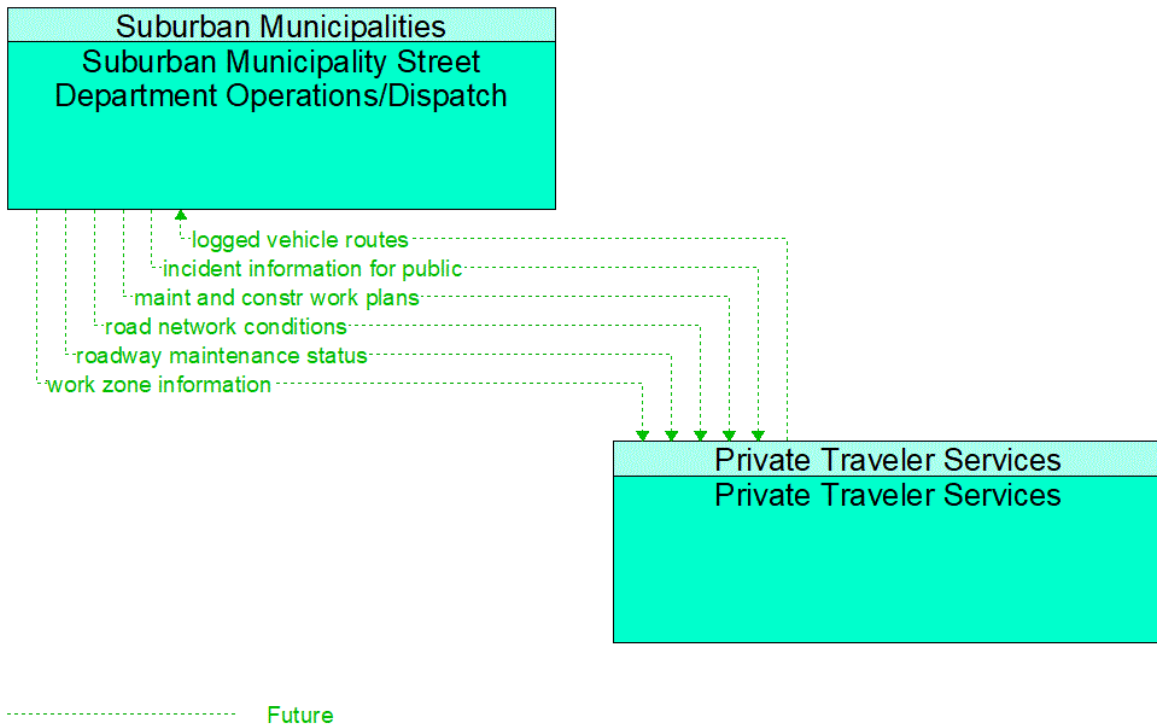 Suburban Municipalities
Suburban Municipality Street
Department Operations/Dispatch
logged vehicle routes
incident information for public
maint and constr work plans
road network conditions
roadway maintenance status
work zone information
Private Traveler Services
Private Traveler Services
Future